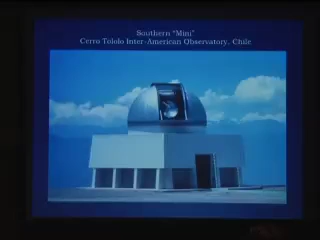 Southern "Mini"
Cerro Tololo Inter-American Observatory, Chile